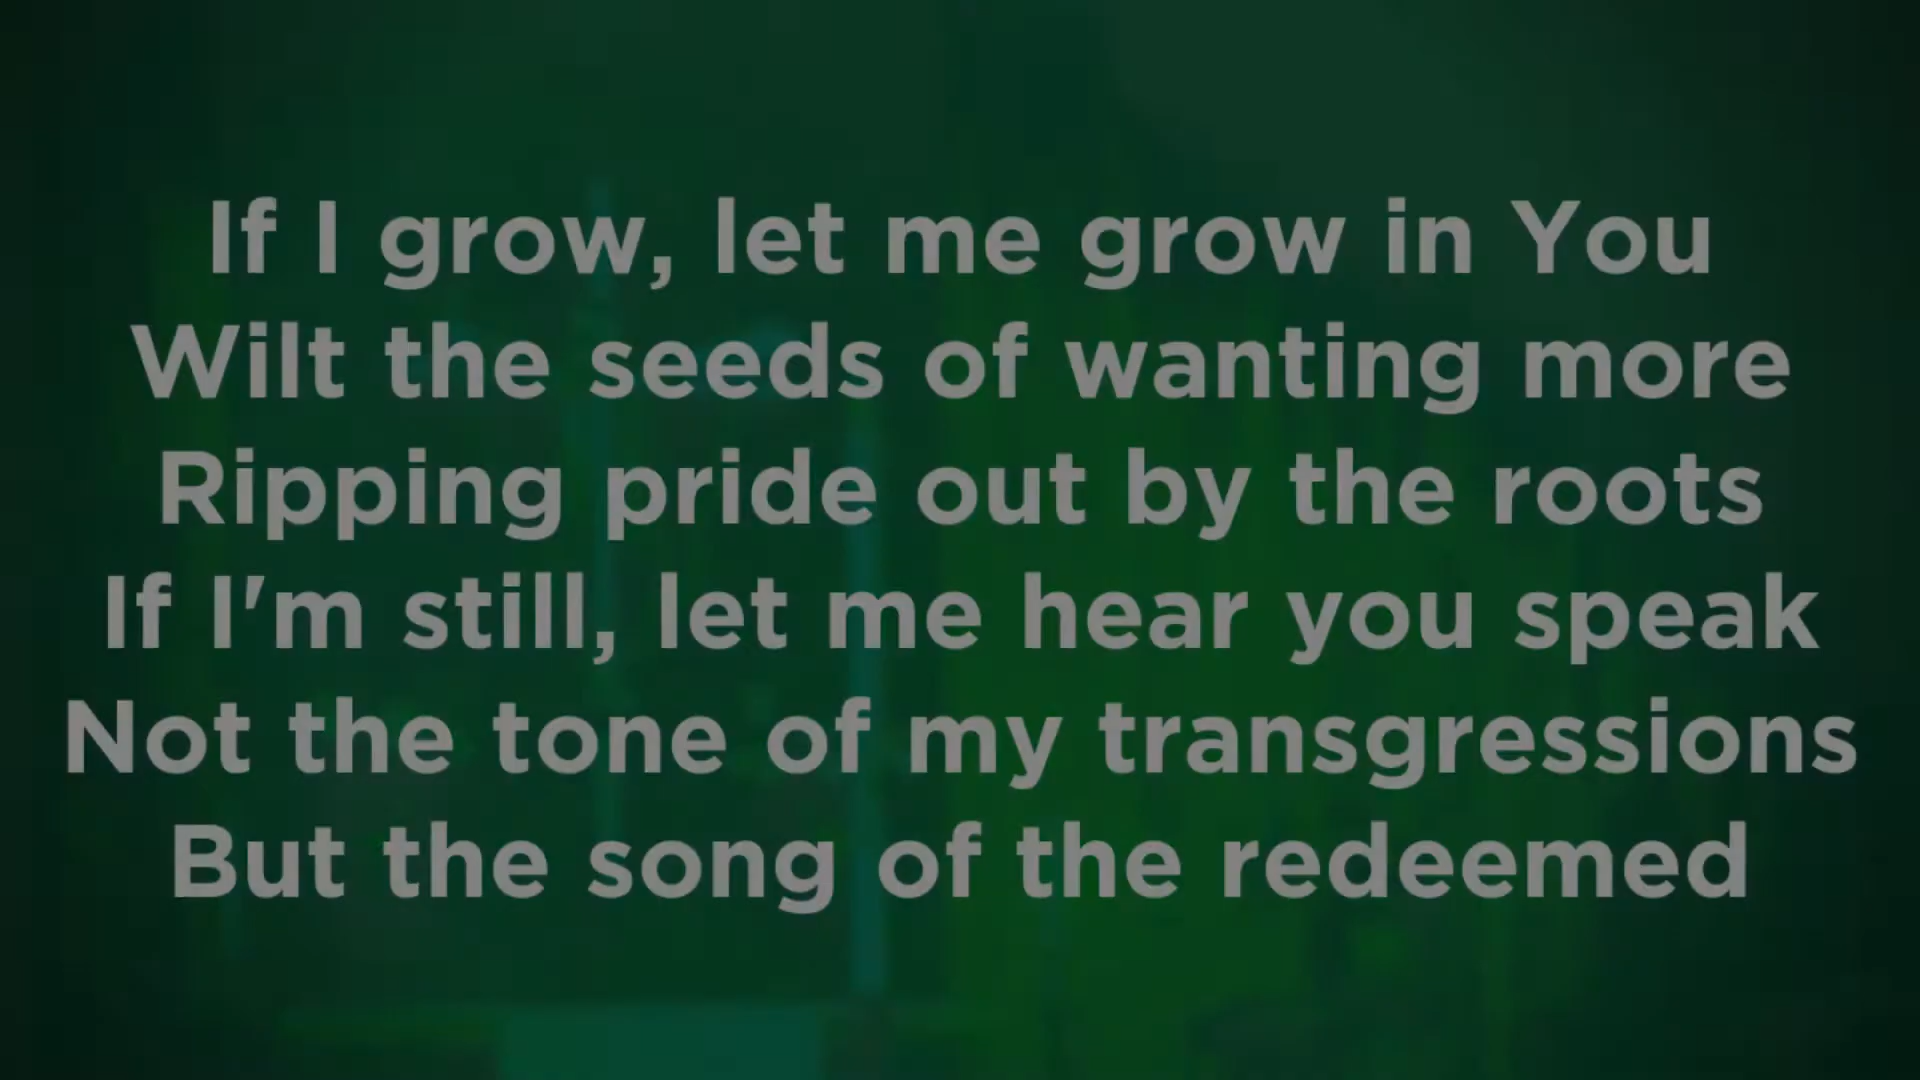 If I grow, let me grow in You
Wilt the seeds of wanting more
Ripping pride out by the roots
If I'm still, let me hear you speak
Not the tone of my transgressions
But the song of the redeemed